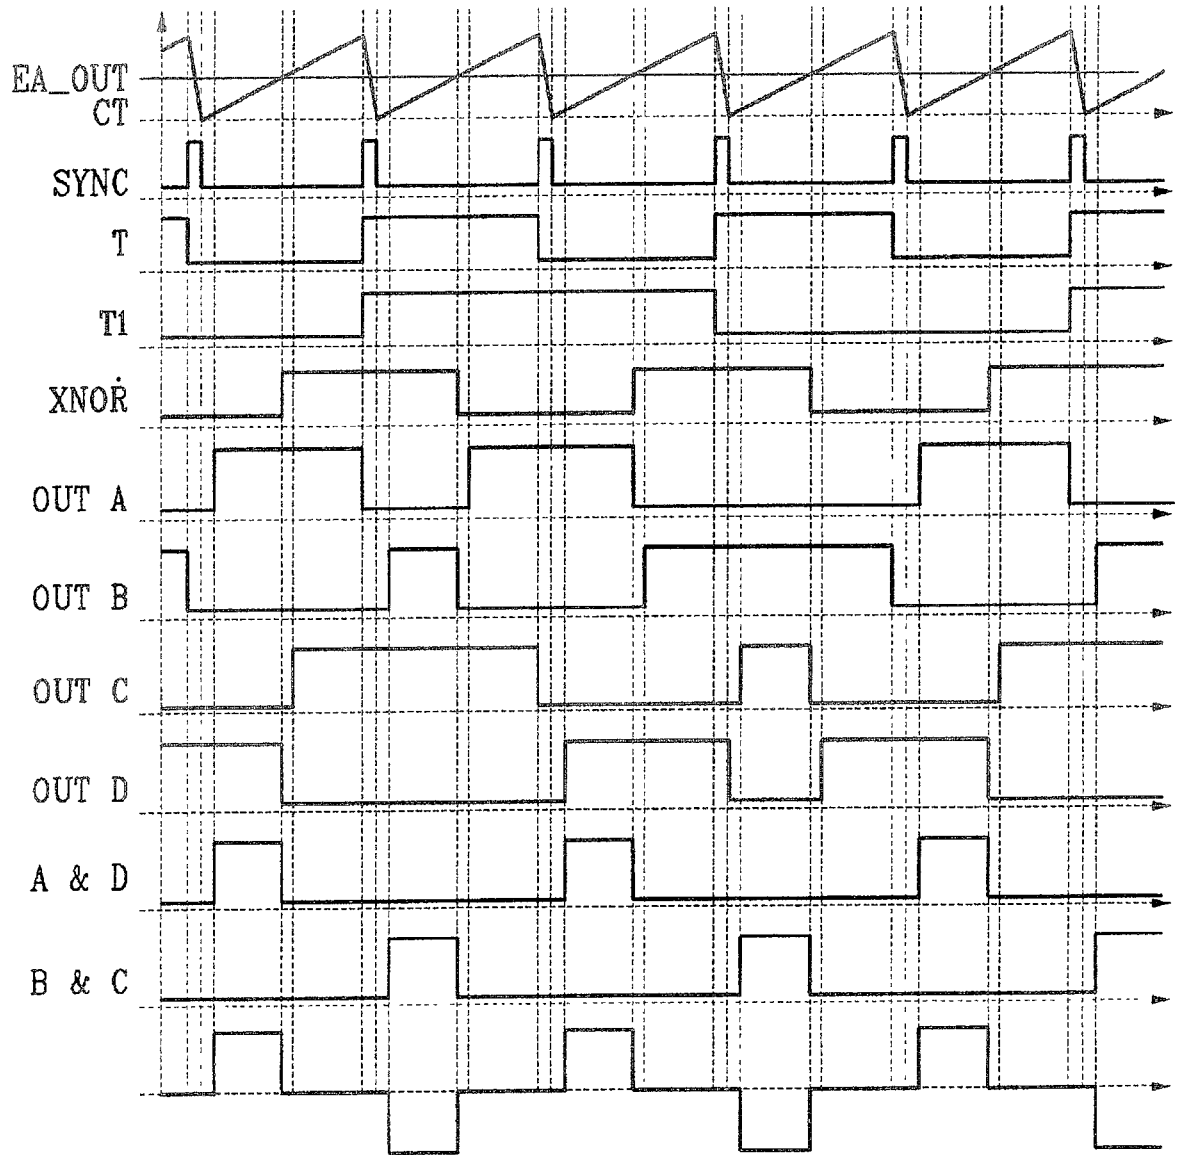 EA_OUT
CT
SYNC
T
T1
XNOR
OUT A
OUT B
OUT C
OUT D
A & D
B & C